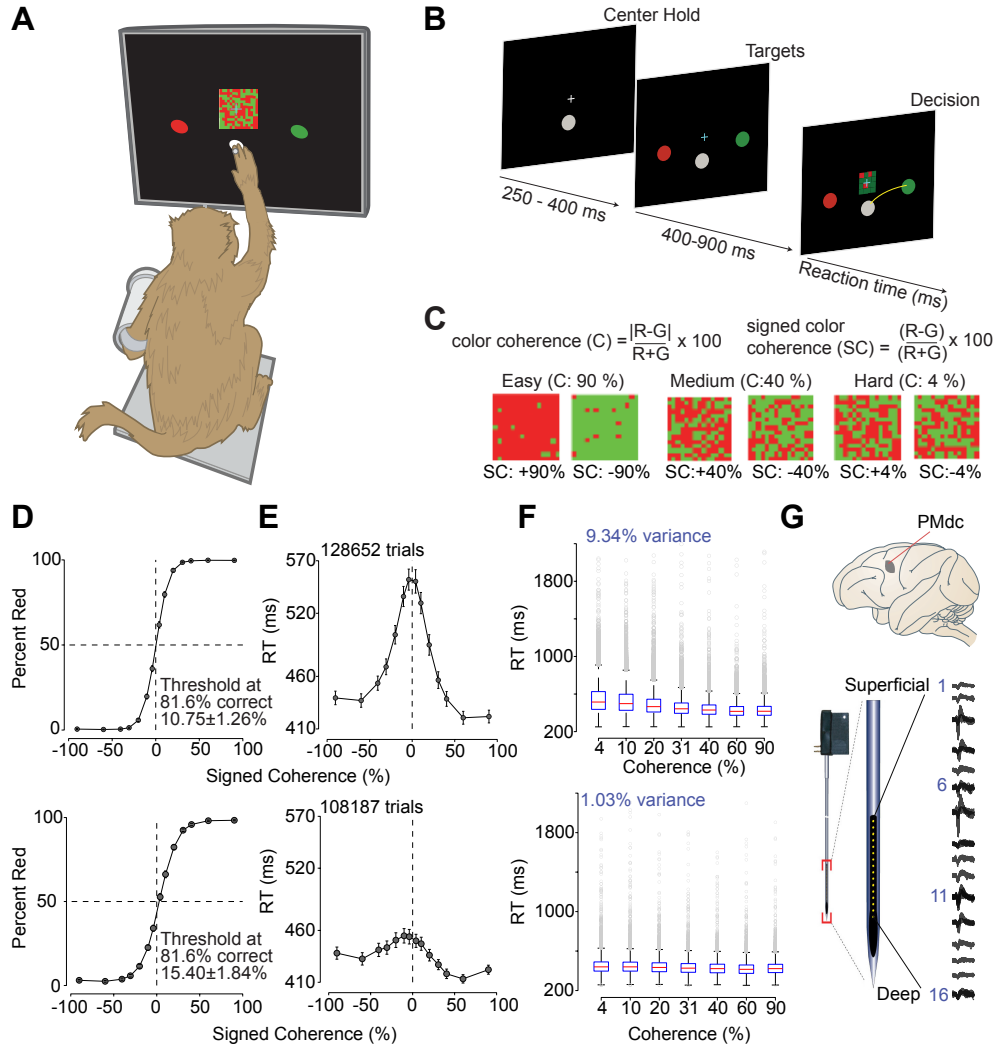 A
B
Center Hold
Targets
Decision
250 - 400 ms
400-900 ms
Reaction time (ms)
C
color coherence (C) = |R-G| / R+G x 100
signed color
coherence (SC) = (R-G) / (R+G) x 100
Easy (C: 90 %)
Medium (C:40 %)
Hard (C: 4 %)
SC: +90%
SC: -90%
SC:+40%
SC:-40%
SC:+4%
SC:-4%
D
100
50
0
Percent Red
Threshold at
81.6% correct
10.75±1.26%
-100 -50 0 50 100
Signed Coherence (%)
100
50
0
Percent Red
Threshold at
81.6% correct
15.40±1.84%
-100 -50 0 50 100
Signed Coherence (%)
E
128652 trials
570
520
460
410
RT (ms)
-100 -50 0 50 100
108187 trials
570
520
460
410
RT (ms)
-100 -50 0 50 100
F
9.34% variance
1800
1000
200
RT (ms)
4 10 20 31 40 60 90
Coherence (%)
1.03% variance
1800
1000
200
RT (ms)
4 10 20 31 40 60 90
Coherence (%)
G
PMdc
Superficial
Deep
1
6
11
16